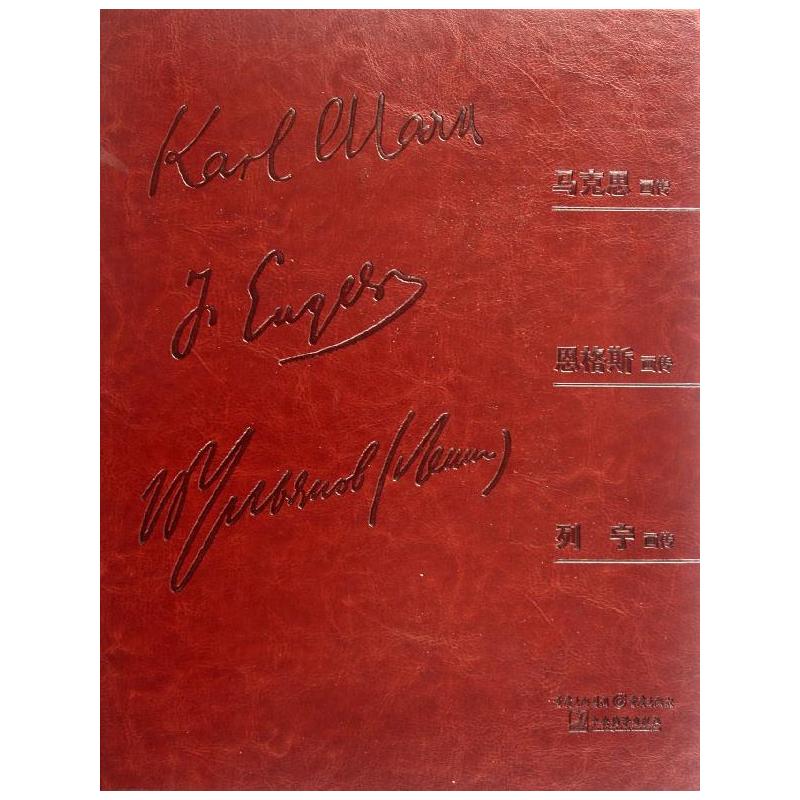 Karl Marx
马克思 画传
F Engels
恩格斯 画传
В Ульянов (Ленин)
列 宁 画传